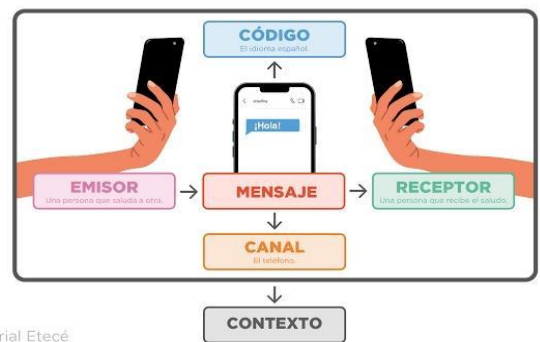 CÓDIGO
El idioma español.
¡Hola!
EMISOR
Una persona que saluda a otra.
MENSAJE
RECEPTOR
Una persona que recibe el saludo.
CANAL
El teléfono.
CONTEXTO
rial Etecé